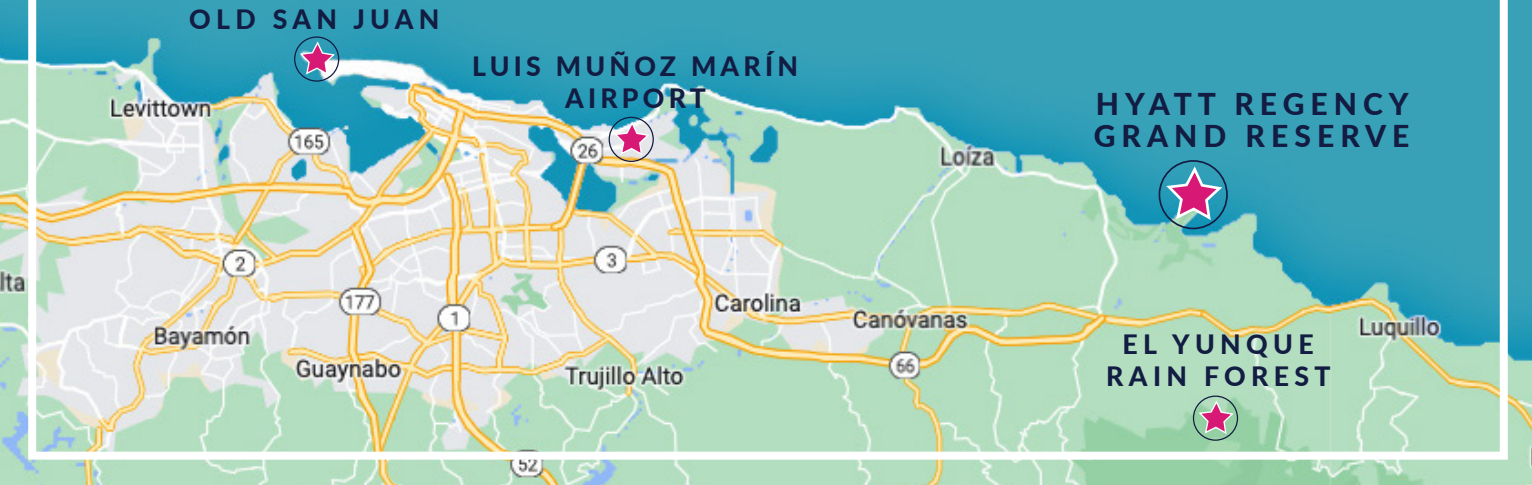 OLD SAN JUAN
LUIS MUÑOZ MARÍN
AIRPORT
HYATT REGENCY
GRAND RESERVE
Levittown
165
26
Loíza
2
3
lta
177
1
Carolina
Canóvanas
Luquillo
Bayamón
EL YUNQUE
RAIN FOREST
Guaynabo
Trujillo Alto
66
52